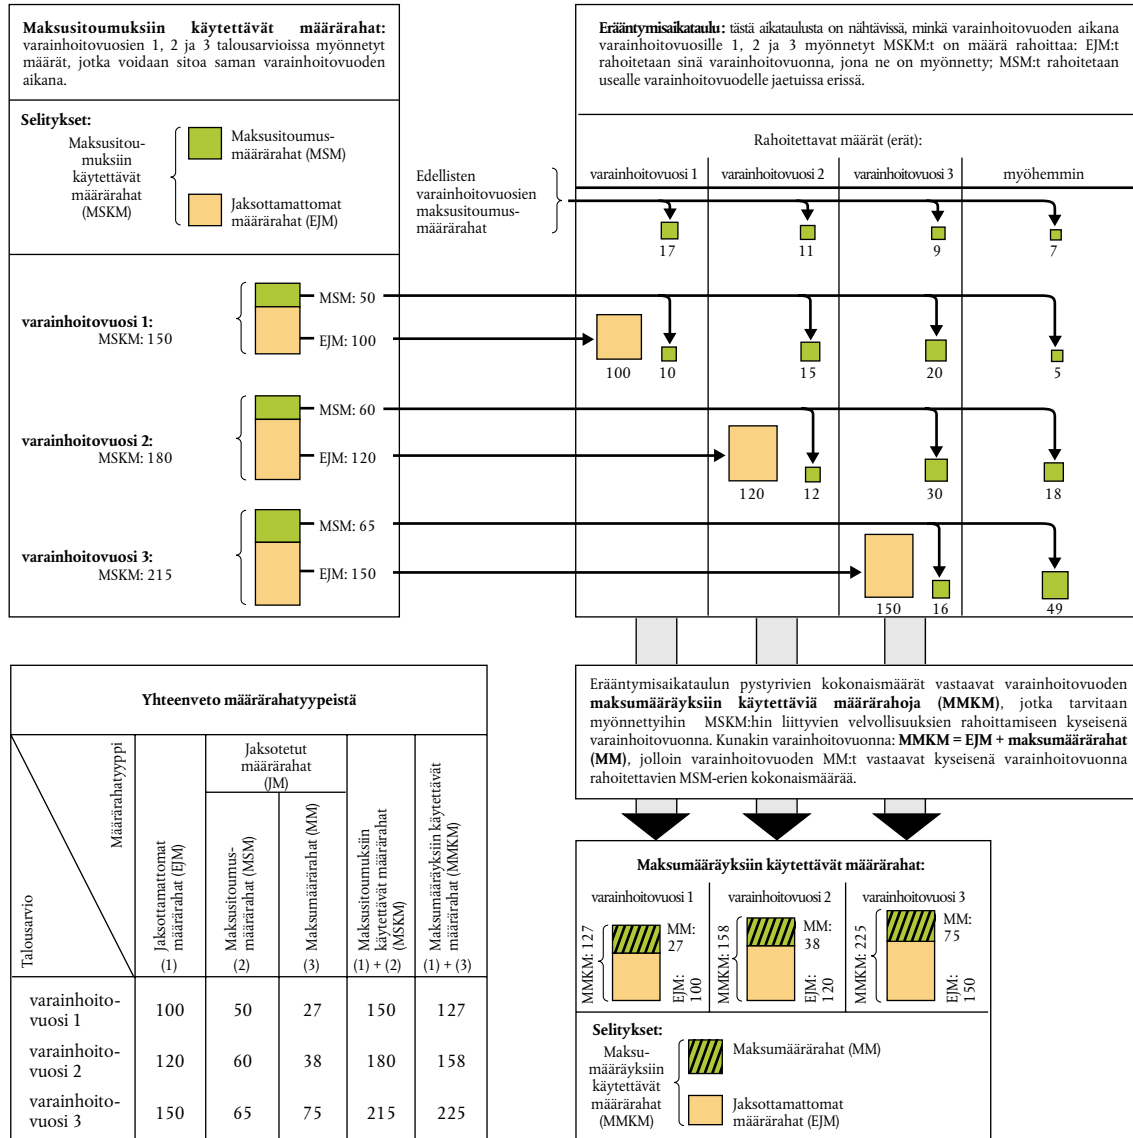 Maksusitoumuksiin käytettävät määrärahat:
varainhoitovuosien 1, 2 ja 3 talousarvioissa myönnetyt
määrät, jotka voidaan sitoa saman varainhoitovuoden
aikana.
Selitykset:
Maksusitou-
muksiin
käytettävät
määrärahat
(MSKM)
Maksusitoumus-
määrärahat (MSM)
Jaksottamattomat
määrärahat (EJM)
varainhoitovuosi 1:
MSKM: 150
MSM: 50
EJM: 100
varainhoitovuosi 2:
MSKM: 180
MSM: 60
EJM: 120
varainhoitovuosi 3:
MSKM: 215
MSM: 65
EJM: 150
Erääntymisaikataulu: tästä aikataulusta on nähtävissä, minkä varainhoitovuoden aikana
varainhoitovuosille 1, 2 ja 3 myönnetyt MSKM:t on määrä rahoittaa: EJM:t
rahoitetaan sinä varainhoitovuonna, jona ne on myönnetty; MSM:t rahoitetaan
usealle varainhoitovuodelle jaetuissa erissä.
Rahoitettavat määrät (erät):
varainhoitovuosi 1 varainhoitovuosi 2 varainhoitovuosi 3 myöhemmin
Edellisten
varainhoitovuosien
maksusitoumus-
määrärahat
17 11 9 7
100 10 15 20 5
120 12 30 18
150 16 49
Erääntymisaikataulun pystyrivien kokonaismäärät vastaavat varainhoitovuoden
maksumääräyksiin käytettäviä määrärahoja (MMKM), jotka tarvitaan
myönnettyihin MSKM:hin liittyvien velvollisuuksien rahoittamiseen kyseisenä
varainhoitovuonna. Kunakin varainhoitovuonna: MMKM = EJM + maksumäärärahat
(MM), jolloin varainhoitovuoden MM:t vastaavat kyseisenä varainhoitovuonna
rahoitettavien MSM-erien kokonaismäärää.
Yhteenveto määrärahatyypeistä
Määrärahatyyppi
Talousarvio
Jaksotetut
määrärahat
(JM)
Jaksottamattomat
määrärahat (EJM)
(1)
Maksusitoumus-
määrärahat (MSM)
(2)
Maksumäärärahat (MM)
(3)
Maksusitoumuksiin
käytettävät määrärahat
(MSKM)
(1) + (2)
Maksumääräyksiin käytettävät
määrärahat (MMKM)
(1) + (3)
varainhoito-
vuosi 1
100 50 27 150 127
varainhoito-
vuosi 2
120 60 38 180 158
varainhoito-
vuosi 3
150 65 75 215 225
Maksumääräyksiin käytettävät määrärahat:
varainhoitovuosi 1
MMKM: 127
MM:
27
EJM:
100
varainhoitovuosi 2
MMKM: 158
MM:
38
EJM:
120
varainhoitovuosi 3
MMKM: 225
MM:
75
EJM:
150
Selitykset:
Maksu-
määräyksiin
käytettävät
määrärahat
(MMKM)
Maksumäärärahat (MM)
Jaksottamattomat
määrärahat (EJM)